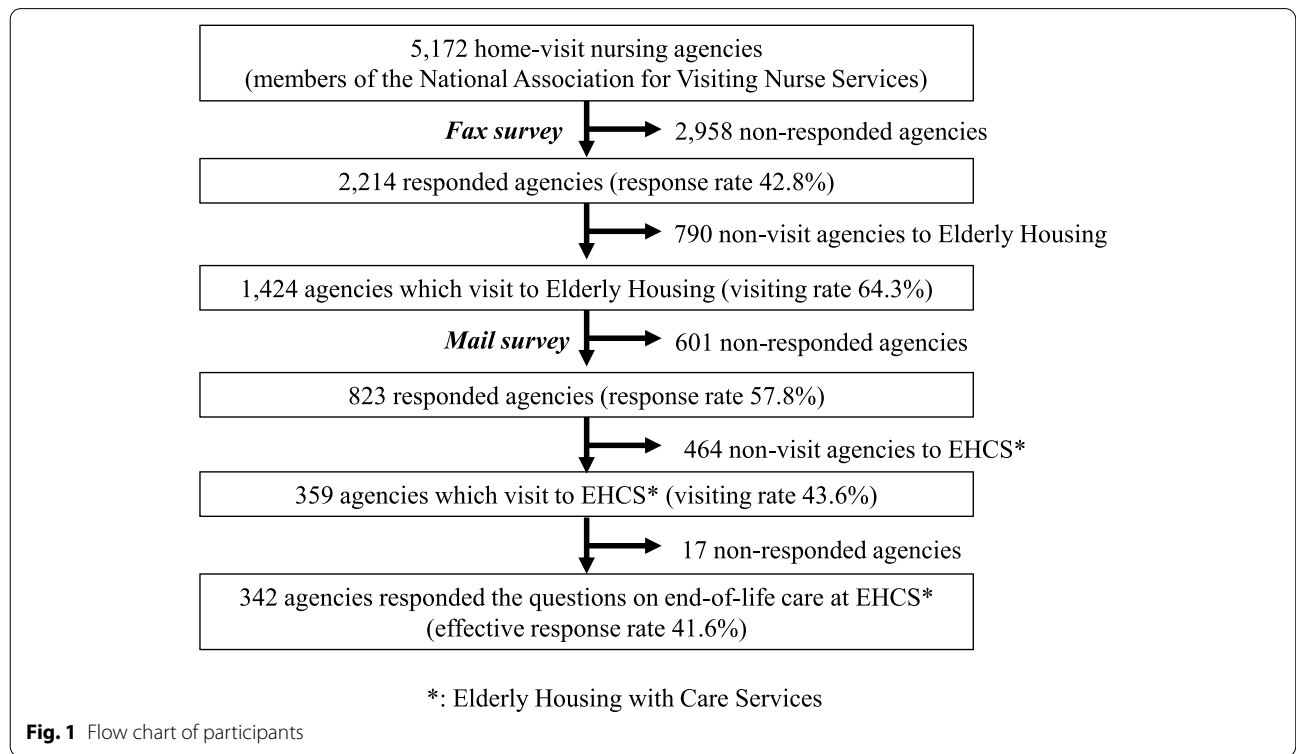 5,172 home-visit nursing agencies
(members of the National Association for Visiting Nurse Services)
Fax survey
2,958 non-responded agencies
2,214 responded agencies (response rate 42.8%)
790 non-visit agencies to Elderly Housing
1,424 agencies which visit to Elderly Housing (visiting rate 64.3%)
Mail survey
601 non-responded agencies
823 responded agencies (response rate 57.8%)
464 non-visit agencies to EHCS*
359 agencies which visit to EHCS* (visiting rate 43.6%)
17 non-responded agencies
342 agencies responded the questions on end-of-life care at EHCS*
(effective response rate 41.6%)
*: Elderly Housing with Care Services
Fig. 1 Flow chart of participants